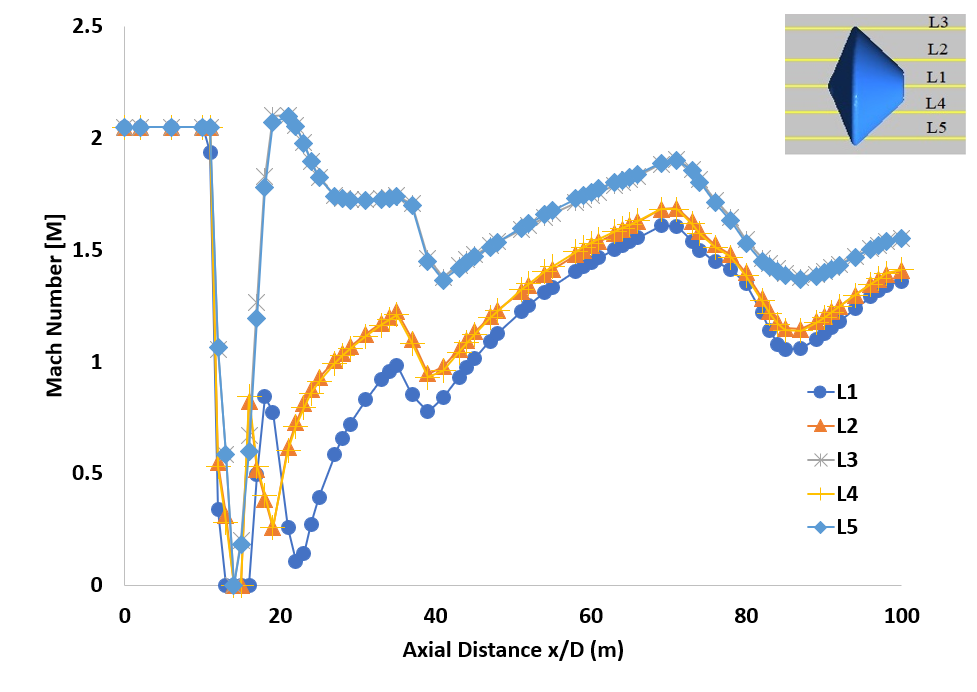 2.5
2
1.5
1
0.5
0
0
20
40
60
80
100
Mach Number [M]
Axial Distance x/D (m)
L3
L2
L1
L4
L5
L1
L2
L3
L4
L5